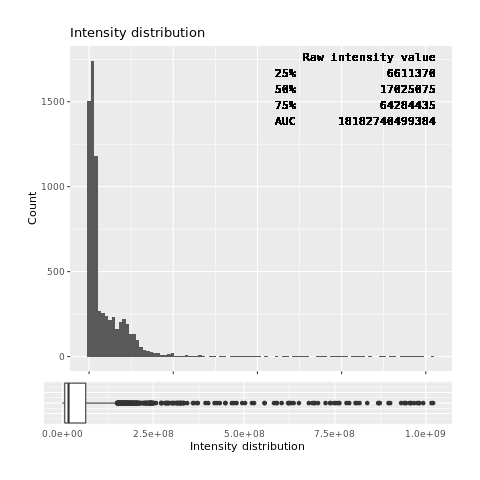 Intensity distribution
Raw intensity value
25% 6611370
50% 17025075
75% 64284435
AUC 18182740499384
1500
1000
500
0
Count
0.0e+00 2.5e+08 5.0e+08 7.5e+08 1.0e+09
Intensity distribution